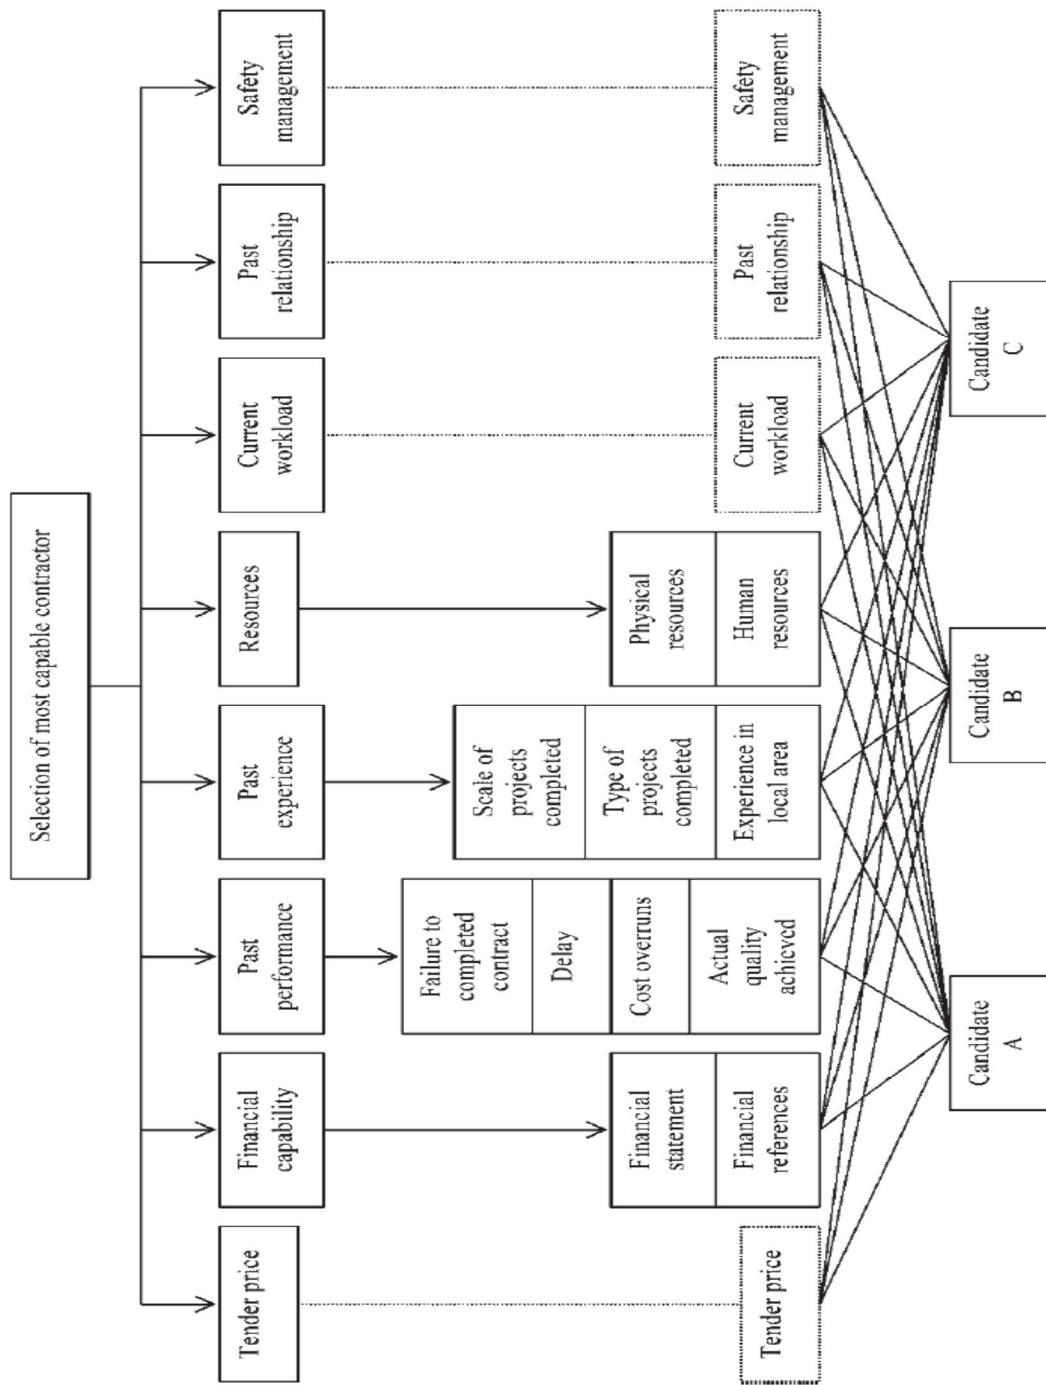 Selection of most capable contractor
Tender price
Financial
capability
Past
performance
Past
experience
Resources
Current
workload
Past
relationship
Safety
management
Tender price
Financial
statement
Financial
references
Failure to
completed
contract
Delay
Cost overruns
Actual
quality
achieved
Scale of
projects
completed
Type of
projects
completed
Experience in
local area
Physical
resources
Human
resources
Current
workload
Past
relationship
Safety
management
Candidate
A
Candidate
B
Candidate
C